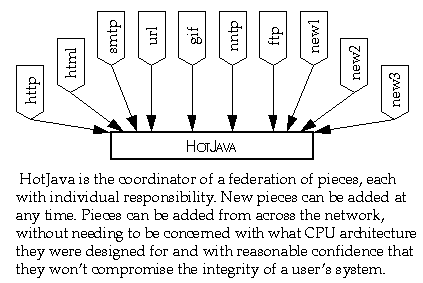 http
html
smtp
url
gif
nntp
ftp
new1
new2
new3
HOTJAVA
HotJava is the coordinator of a federation of pieces, each
with individual responsibility. New pieces can be added at
any time. Pieces can be added from across the network,
without needing to be concerned with what CPU architecture
they were designed for and with reasonable confidence that
they won't compromise the integrity of a user's system.